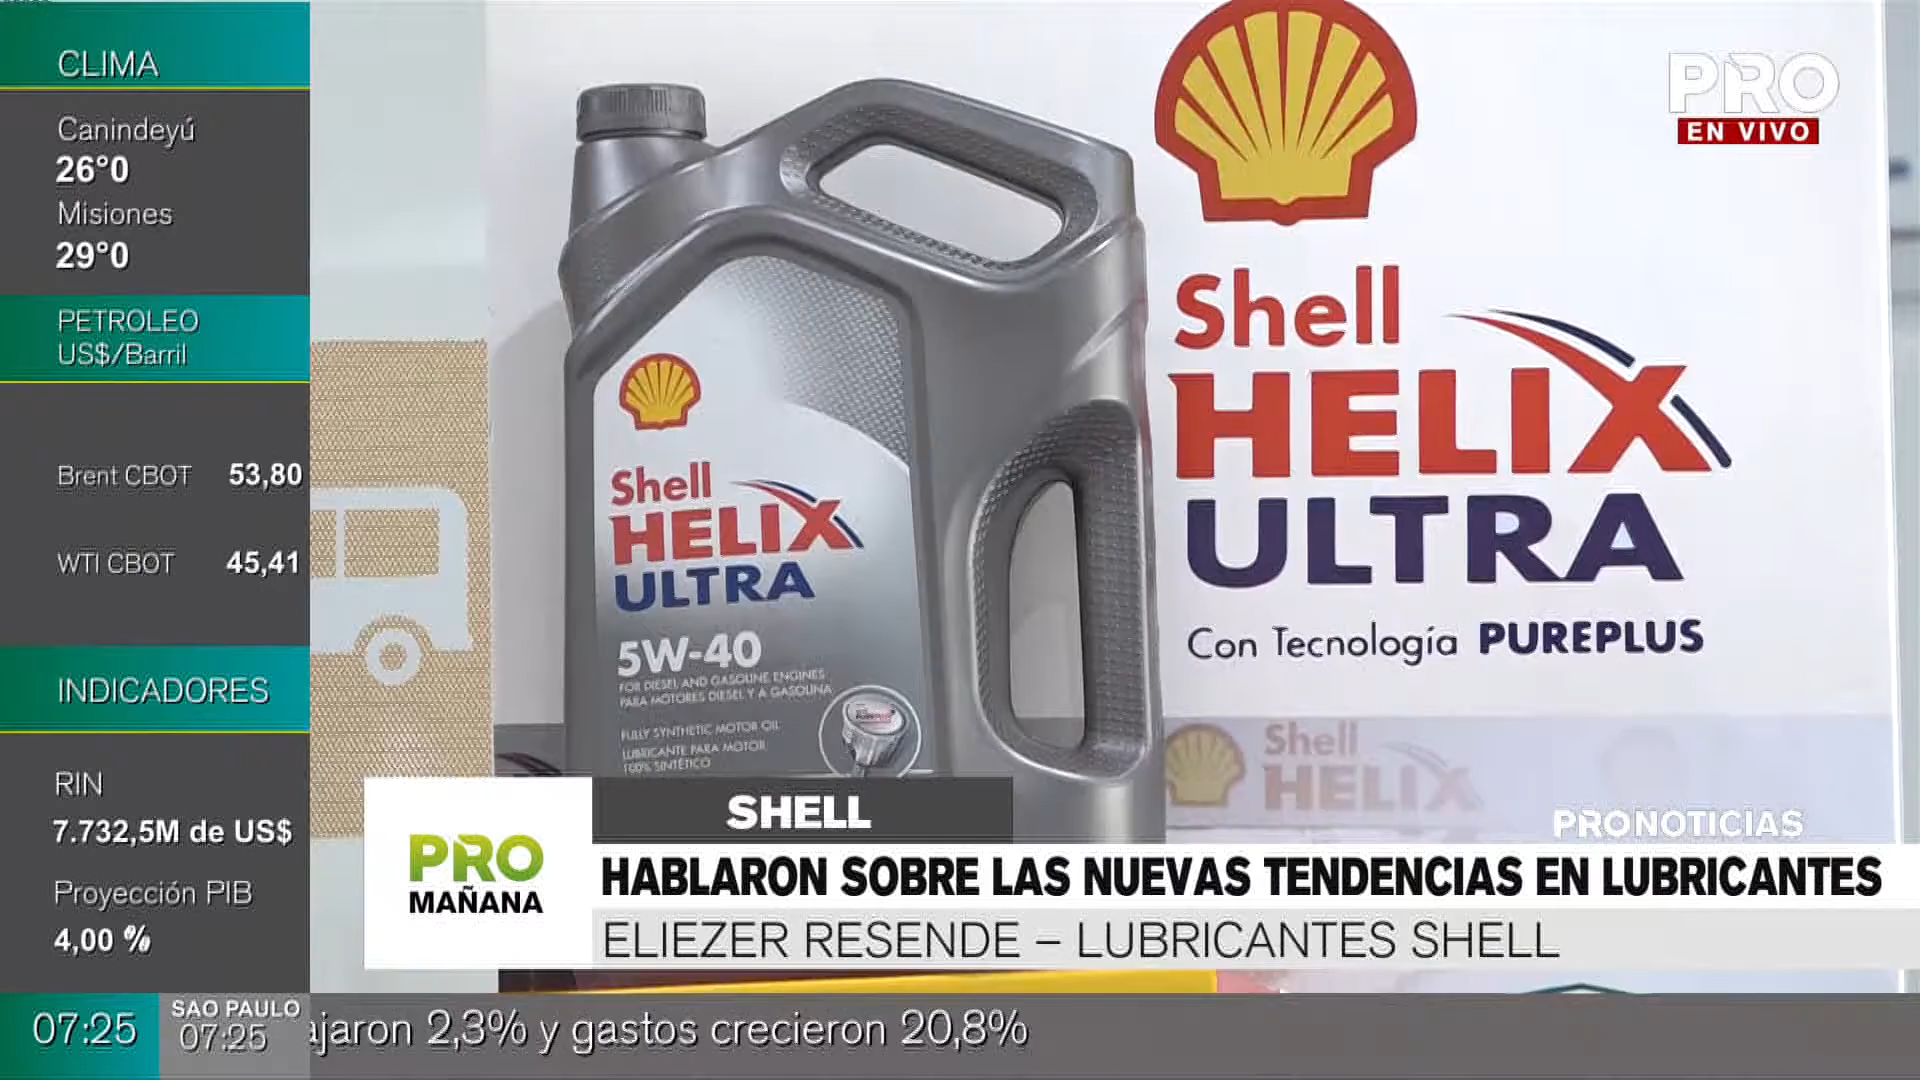 CLIMA
Canindeyú
26°0
Misiones
29°0
PETROLEO
US$/Barril
Brent CBOT 53,80
WTI CBOT 45,41
INDICADORES
RIN
7.732,5M de US$
Proyección PIB
4,00 %
07:25
SAO PAULO
07:25
ajaron 2,3% y gastos crecieron 20,8%
PRO
EN VIVO
Shell
HELIX
ULTRA
5W-40
FOR DIESEL AND GASOLINE ENGINES
PARA MOTORES DIESEL Y A GASOLINA
FULLY SYNTHETIC MOTOR OIL
LUBRICANTE PARA MOTOR
100% SINTÉTICO
Shell
HELIX
ULTRA
Con Tecnología PUREPLUS
Shell
HELIX
PRONOTICIAS
PRO
MAÑANA
SHELL
HABLARON SOBRE LAS NUEVAS TENDENCIAS EN LUBRICANTES
ELIEZER RESENDE – LUBRICANTES SHELL